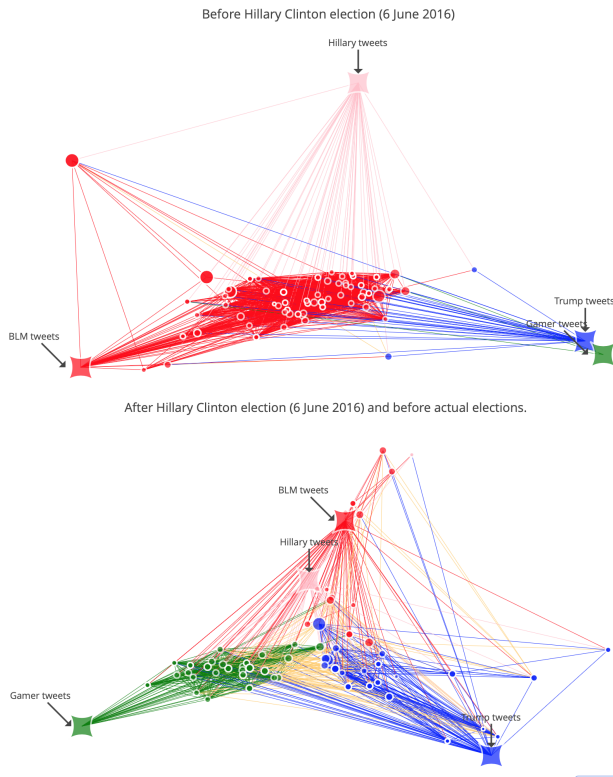 Before Hillary Clinton election (6 June 2016)
Hillary tweets
Trump tweets
Gamer tweets
BLM tweets
After Hillary Clinton election (6 June 2016) and before actual elections.
BLM tweets
Hillary tweets
Gamer tweets
Trump tweets